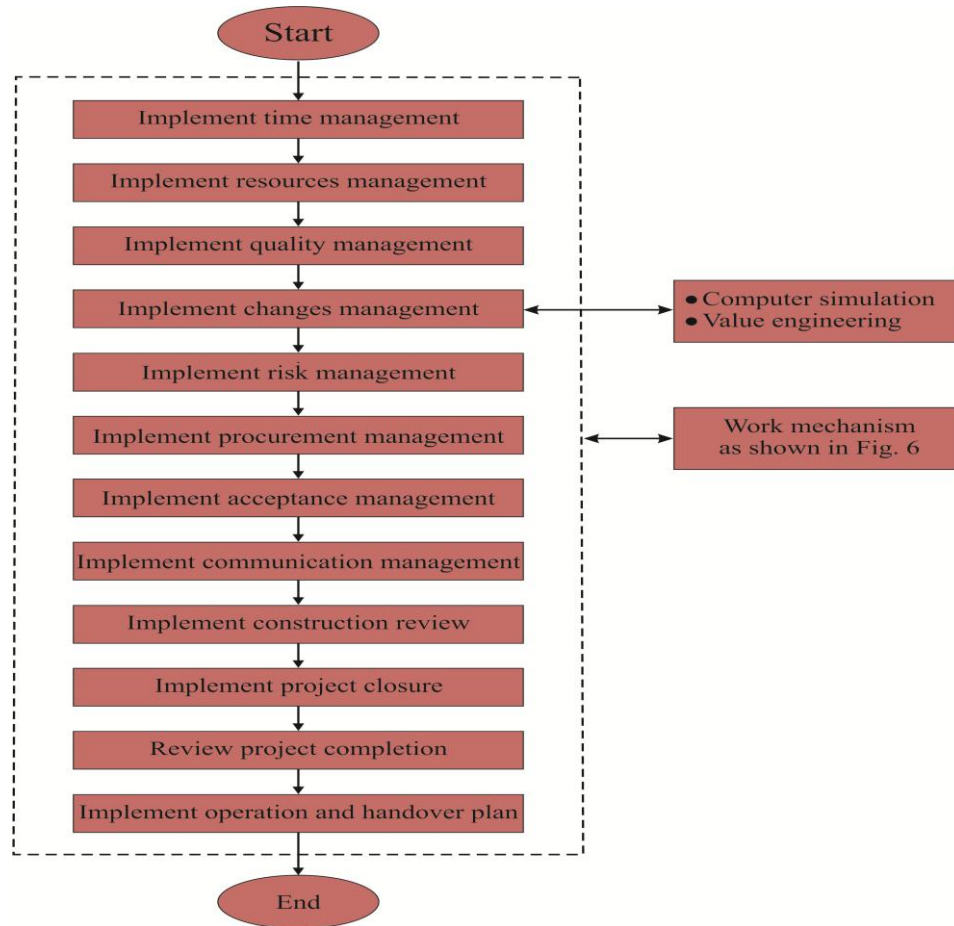 Start
Implement time management
Implement resources management
Implement quality management
Implement changes management
● Computer simulation
● Value engineering
Implement risk management
Implement procurement management
Work mechanism
as shown in Fig. 6
Implement acceptance management
Implement communication management
Implement construction review
Implement project closure
Review project completion
Implement operation and handover plan
End